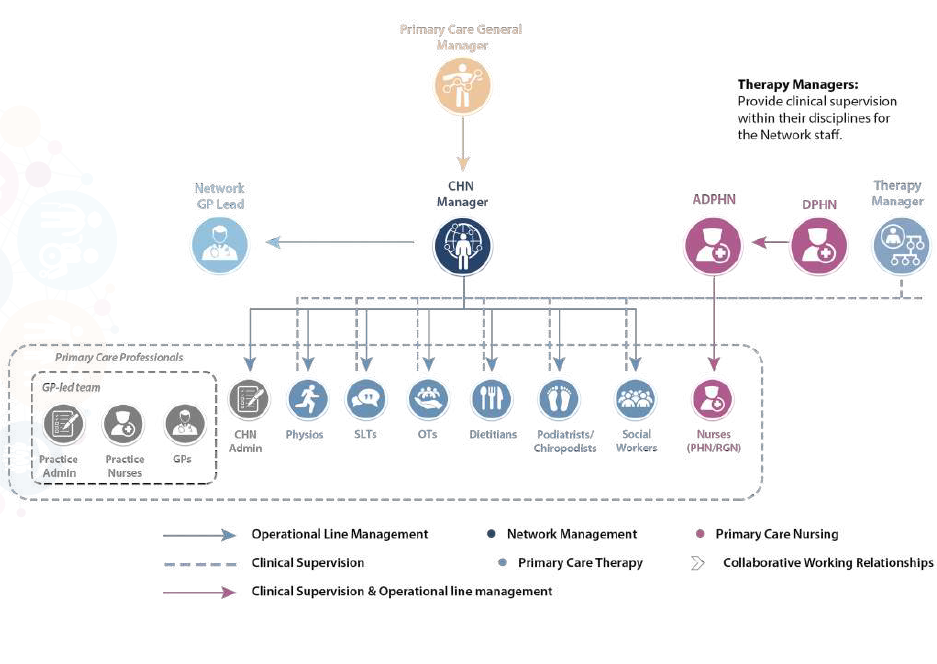 Primary Care General
Manager
Therapy Managers:
Provide clinical supervision
within their disciplines for
the Network staff.
Network
GP Lead
CHN
Manager
ADPHN
DPHN
Therapy
Manager
Primary Care Professionals
GP-led team
Practice
Admin
Practice
Nurses
GPs
CHN
Admin
Physios
SLTs
OTs
Dietitians
Podiatrists/
Chiropodists
Social
Workers
Nurses
(PHN/RGN)
Operational Line Management
Network Management
Primary Care Nursing
Clinical Supervision
Primary Care Therapy
Collaborative Working Relationships
Clinical Supervision & Operational line management